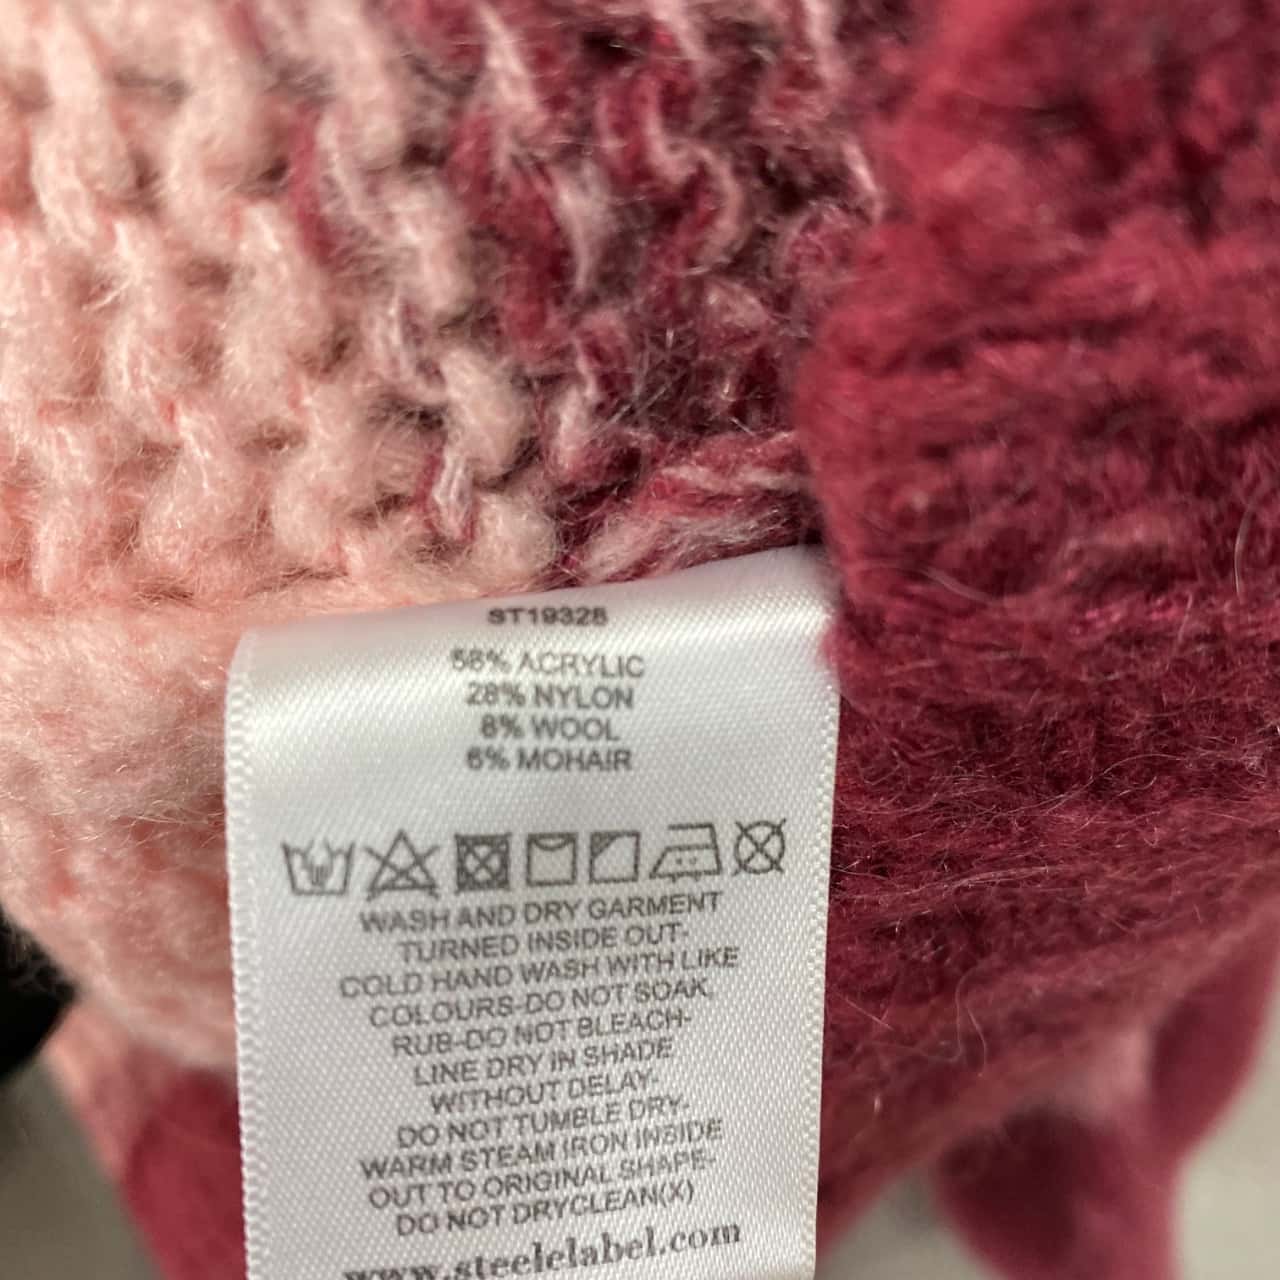 ST19328
58% ACRYLIC
28% NYLON
8% WOOL
6% MOHAIR
WASH AND DRY GARMENT
TURNED INSIDE OUT-
COLD HAND WASH WITH LIKE
COLOURS-DO NOT SOAK,
RUB-DO NOT BLEACH-
LINE DRY IN SHADE
WITHOUT DELAY-
DO NOT TUMBLE DRY-
WARM STEAM IRON INSIDE
OUT TO ORIGINAL SHAPE-
DO NOT DRYCLEAN(X)
www.steelelabel.com